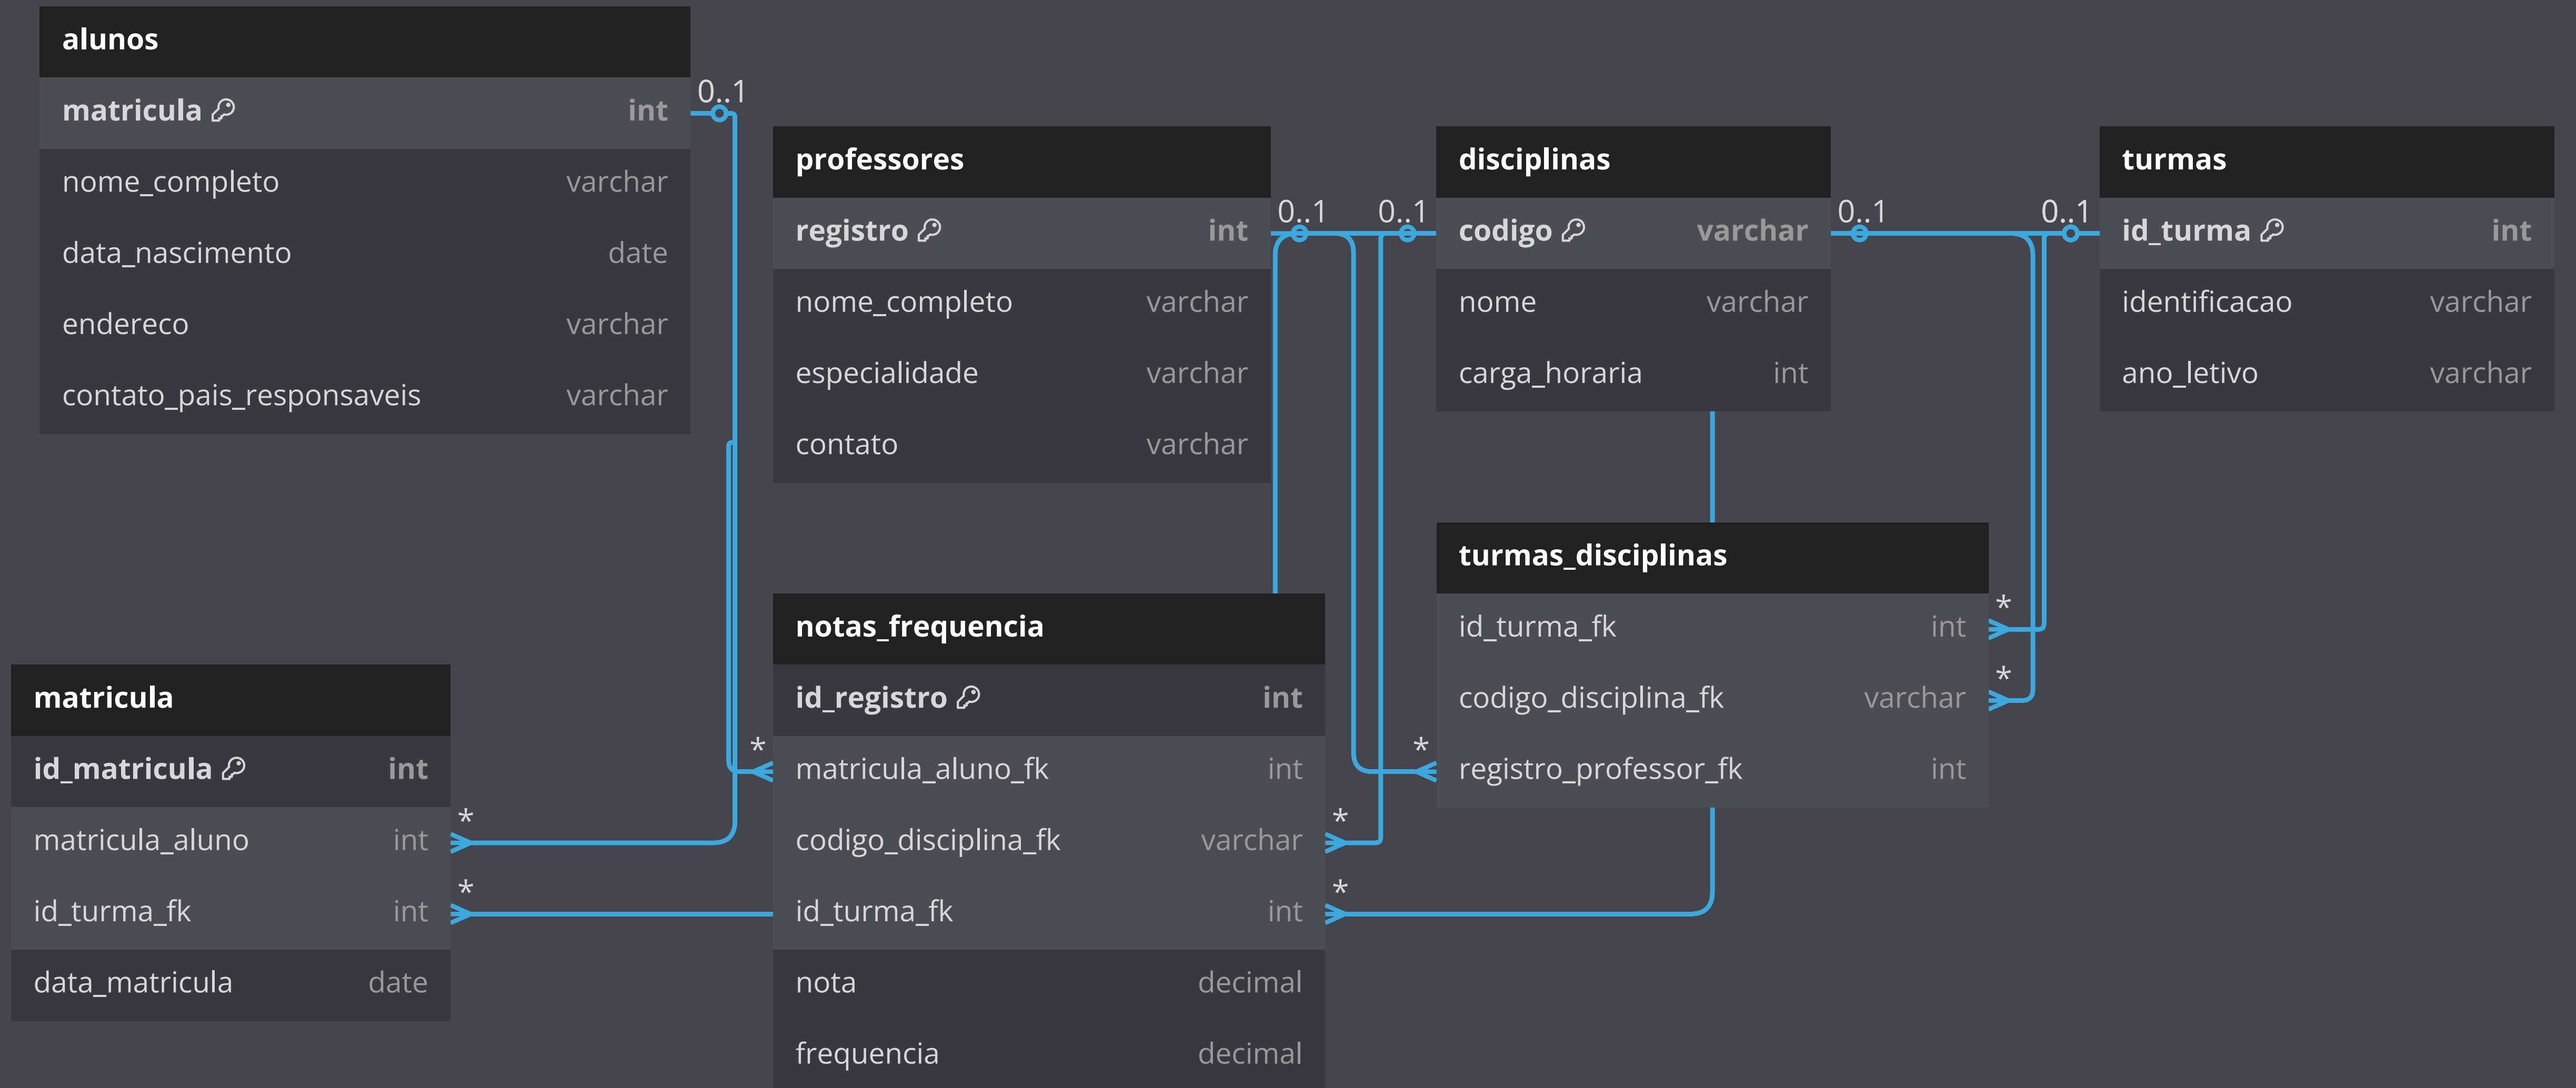 alunos
matricula int
nome_completo varchar
data_nascimento date
endereco varchar
contato_pais_responsaveis varchar
0..1
professores
registro int
nome_completo varchar
especialidade varchar
contato varchar
0..1
0..1
disciplinas
codigo varchar
nome varchar
carga_horaria int
0..1
0..1
turmas
id_turma int
identificacao varchar
ano_letivo varchar
turmas_disciplinas
id_turma_fk int
*
codigo_disciplina_fk varchar
*
*
registro_professor_fk int
notas_frequencia
id_registro int
*
matricula_aluno_fk int
codigo_disciplina_fk varchar
*
id_turma_fk int
*
nota decimal
frequencia decimal
matricula
id_matricula int
matricula_aluno int
*
id_turma_fk int
*
data_matricula date